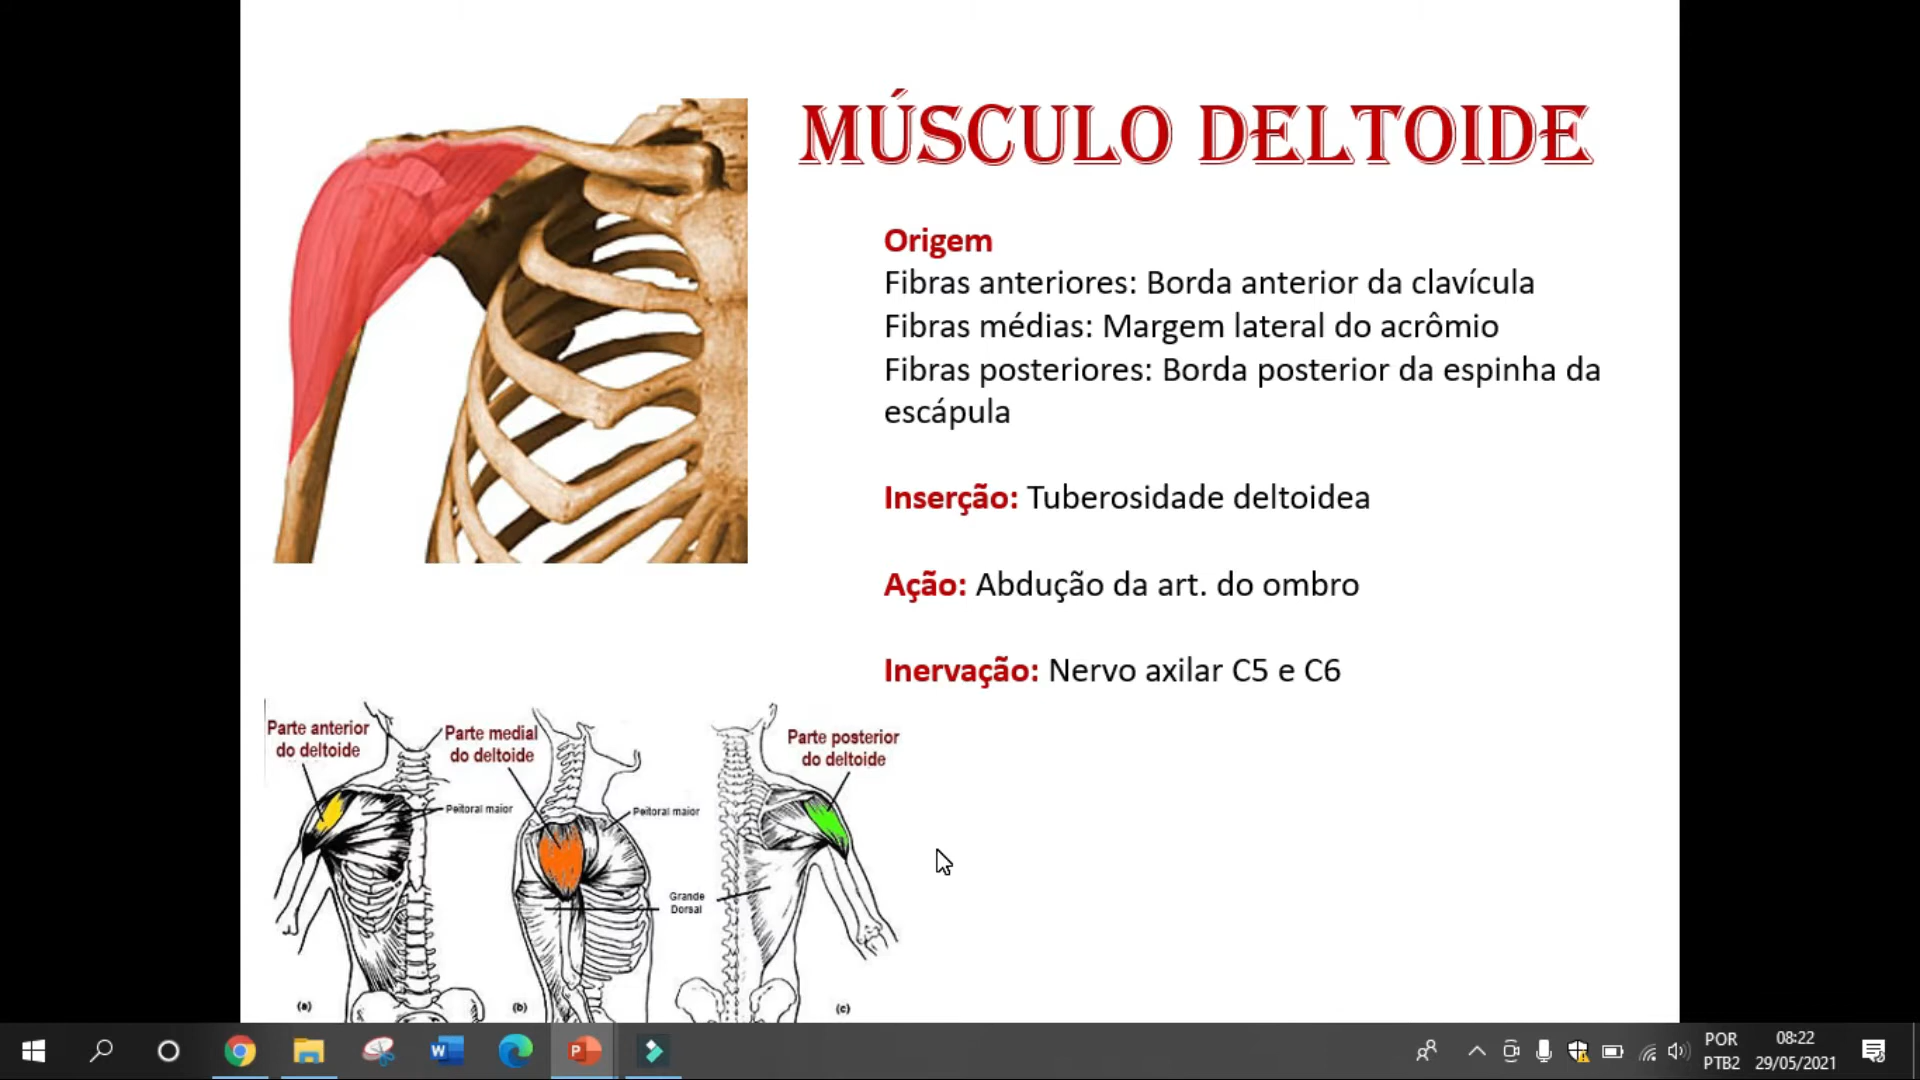 MÚSCULO DELTOIDE
Origem
Fibras anteriores: Borda anterior da clavícula
Fibras médias: Margem lateral do acrômio
Fibras posteriores: Borda posterior da espinha da
escápula
Inserção: Tuberosidade deltoidea
Ação: Abdução da art. do ombro
Inervação: Nervo axilar C5 e C6
Parte anterior
do deltoide
Parte medial
do deltoide
Parte posterior
do deltoide
Peitoral maior
Peitoral maior
Grande
Dorsal
(a)
(b)
(c)
W
P
POR
PTB2
08:22
29/05/2021